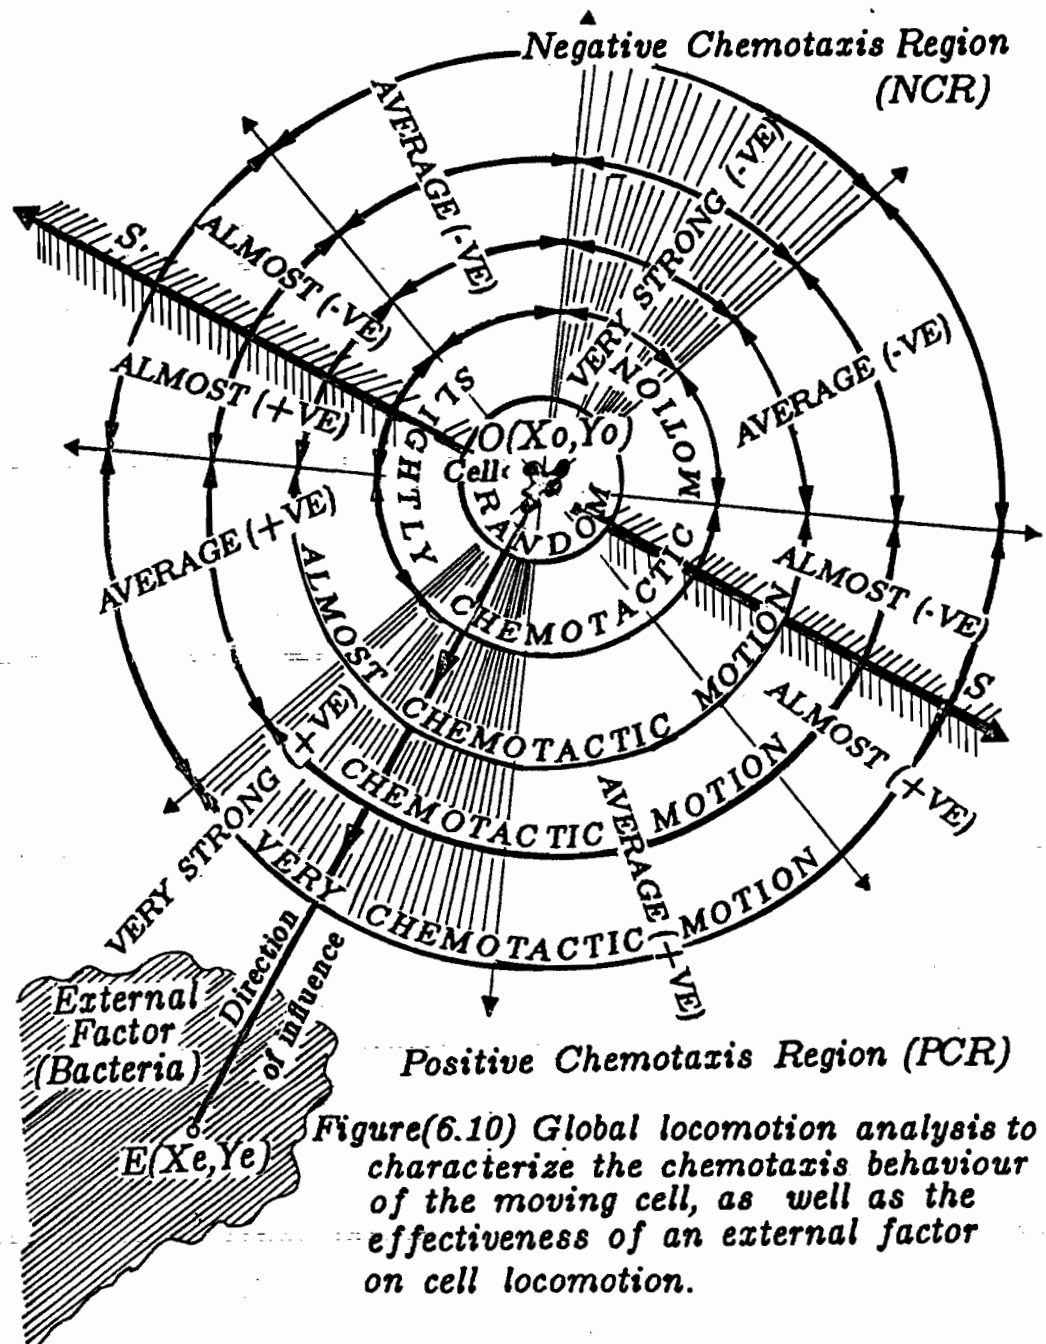 Negative Chemotaxis Region
(NCR)
AVERAGE (-VE)
VERY STRONG (-VE)
S'
ALMOST (-VE)
ALMOST (+VE)
AVERAGE (-VE)
SLIGHTLY CHEMOTACTIC MOTION
O(Xo,Yo)
Cell
RANDOM
AVERAGE (+VE)
ALMOST (-VE)
S
ALMOST (+VE)
ALMOST CHEMOTACTIC MOTION
CHEMOTACTIC MOTION
VERY CHEMOTACTIC MOTION
VERY STRONG (+VE)
AVERAGE (+VE)
Direction
of influence
External
Factor
(Bacteria)
E(Xe,Ye)
Positive Chemotaxis Region (PCR)
Figure(6.10) Global locomotion analysis to
characterize the chemotaxis behaviour
of the moving cell, as well as the
effectiveness of an external factor
on cell locomotion.